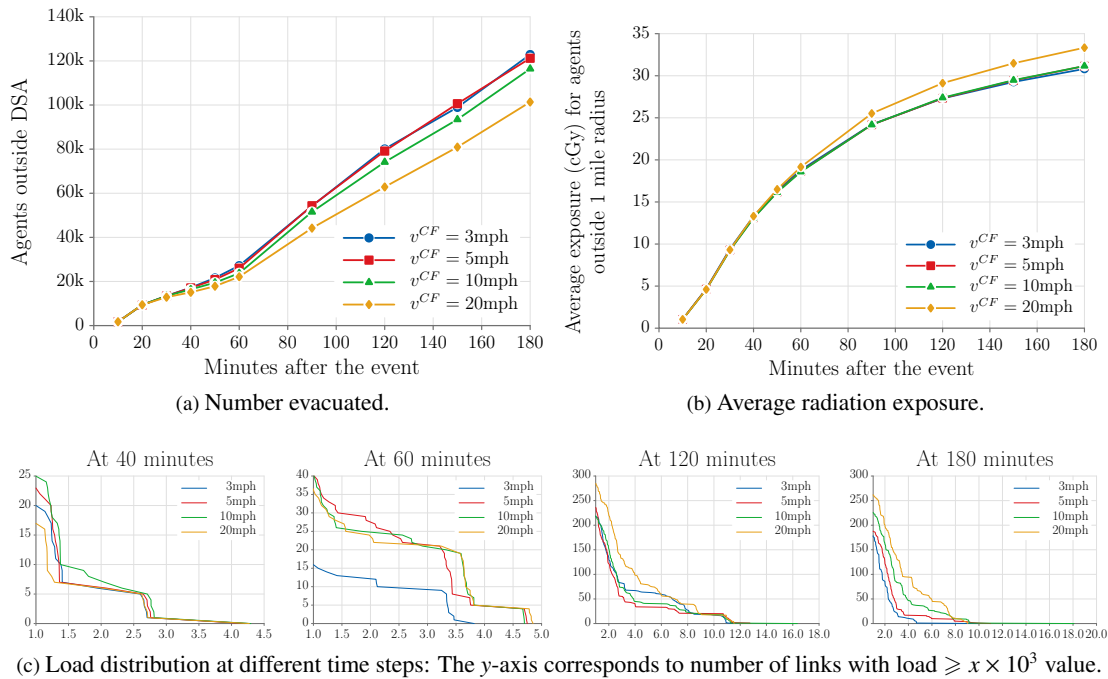 140k
120k
100k
80k
60k
40k
20k
0
Agents outside DSA
v^CF = 3mph
v^CF = 5mph
v^CF = 10mph
v^CF = 20mph
0 20 40 60 80 100 120 140 160 180
Minutes after the event
(a) Number evacuated.
35
30
25
20
15
10
5
0
Average exposure (cGy) for agents
outside 1 mile radius
v^CF = 3mph
v^CF = 5mph
v^CF = 10mph
v^CF = 20mph
0 20 40 60 80 100 120 140 160 180
Minutes after the event
(b) Average radiation exposure.
At 40 minutes
25
20
15
10
5
0
3mph
5mph
10mph
20mph
1.0 1.5 2.0 2.5 3.0 3.5 4.0 4.5
At 60 minutes
40
35
30
25
20
15
10
5
0
3mph
5mph
10mph
20mph
1.0 1.5 2.0 2.5 3.0 3.5 4.0 4.5 5.0
At 120 minutes
300
250
200
150
100
50
0
3mph
5mph
10mph
20mph
2.0 4.0 6.0 8.0 10.0 12.0 14.0 16.0 18.0
At 180 minutes
300
250
200
150
100
50
0
3mph
5mph
10mph
20mph
2.0 4.0 6.0 8.0 10.0 12.0 14.0 16.0 18.0 20.0
(c) Load distribution at different time steps: The y-axis corresponds to number of links with load ⩾ x × 10³ value.